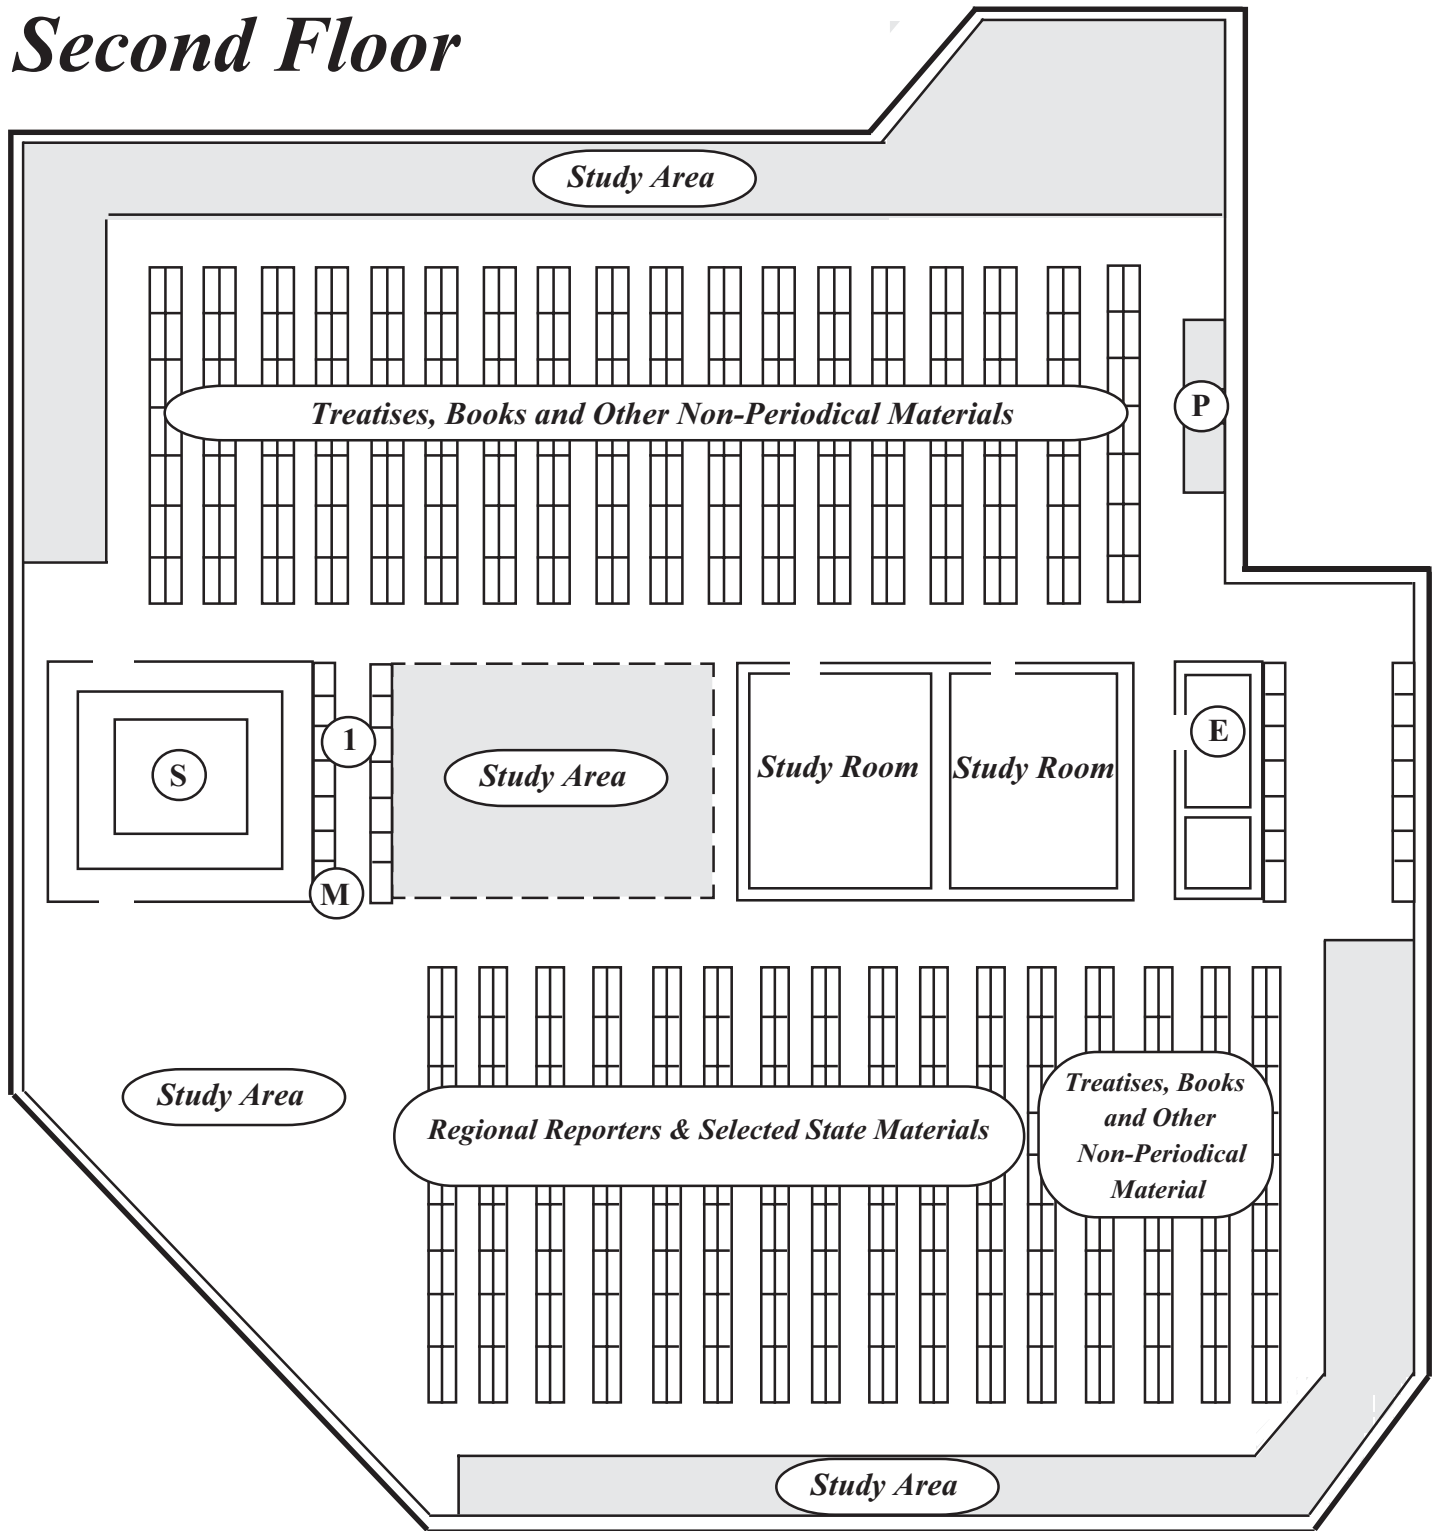 Second Floor
Study Area
Treatises, Books and Other Non-Periodical Materials
P
1
E
S
Study Area
Study Room
Study Room
M
Study Area
Regional Reporters & Selected State Materials
Treatises, Books
and Other
Non-Periodical
Material
Study Area